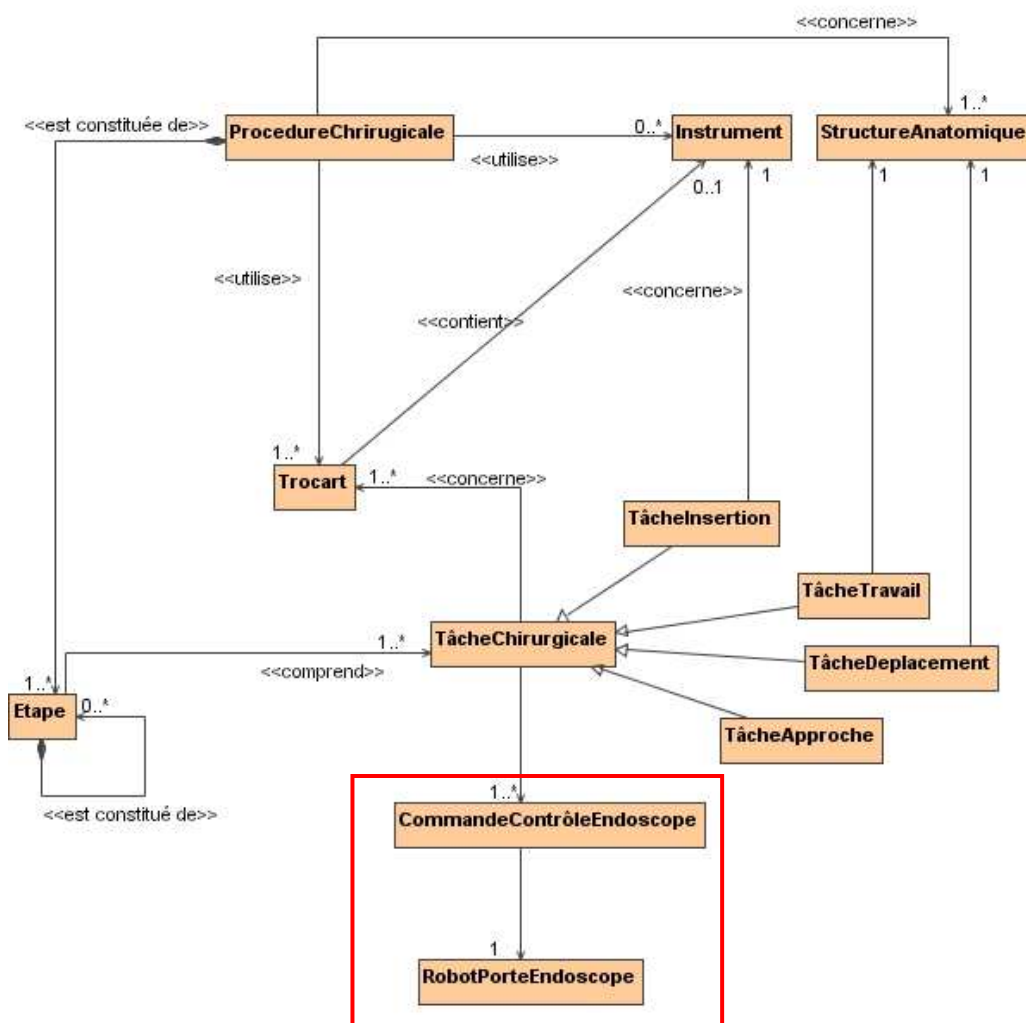 <<concerne>>
1..*
<<est constituée de>>
ProcedureChrirugicale
0..*
Instrument
StructureAnatomique
<<utilise>>
0..1
1
1
1
<<utilise>>
<<concerne>>
<<contient>>
1..*
Trocart
1..*
<<concerne>>
TâcheInsertion
TâcheTravail
1..*
TâcheChirurgicale
<<comprend>>
TâcheDeplacement
1..*
Etape
0..*
TâcheApproche
<<est constitué de>>
1..*
CommandeContrôleEndoscope
1
RobotPorteEndoscope